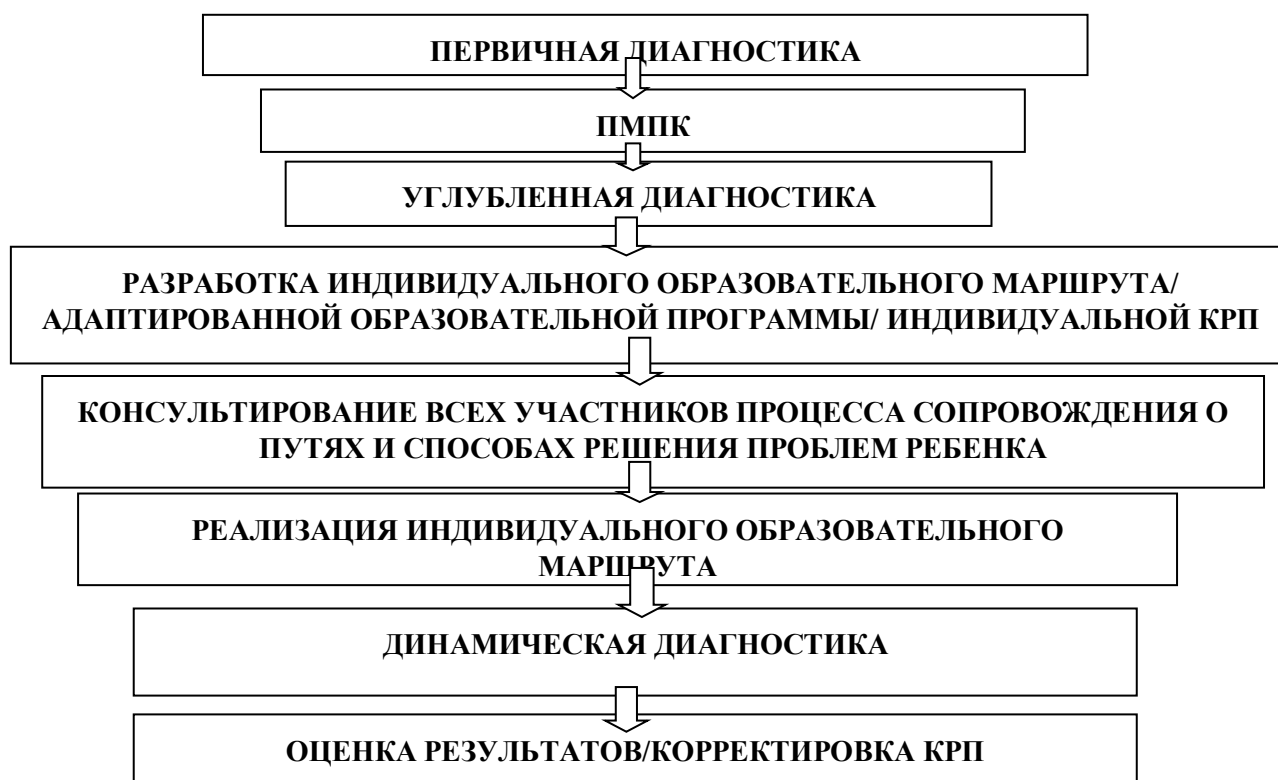 ПЕРВИЧНАЯ ДИАГНОСТИКА
ПМПК
УГЛУБЛЕННАЯ ДИАГНОСТИКА
РАЗРАБОТКА ИНДИВИДУАЛЬНОГО ОБРАЗОВАТЕЛЬНОГО МАРШРУТА/
АДАПТИРОВАННОЙ ОБРАЗОВАТЕЛЬНОЙ ПРОГРАММЫ/ ИНДИВИДУАЛЬНОЙ КРП
КОНСУЛЬТИРОВАНИЕ ВСЕХ УЧАСТНИКОВ ПРОЦЕССА СОПРОВОЖДЕНИЯ О
ПУТЯХ И СПОСОБАХ РЕШЕНИЯ ПРОБЛЕМ РЕБЕНКА
РЕАЛИЗАЦИЯ ИНДИВИДУАЛЬНОГО ОБРАЗОВАТЕЛЬНОГО
МАРШРУТА
ДИНАМИЧЕСКАЯ ДИАГНОСТИКА
ОЦЕНКА РЕЗУЛЬТАТОВ/КОРРЕКТИРОВКА КРП